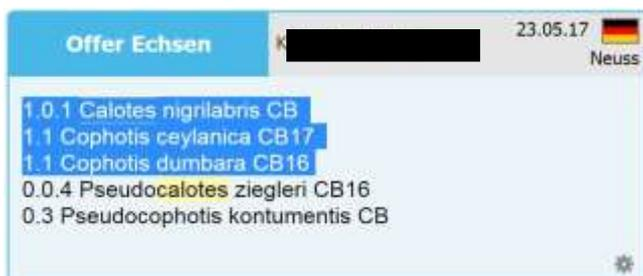 Offer Echsen
K
23.05.17
Neuss
1.0.1 Calotes nigrilabris CB
1.1 Cophotis ceylanica CB17
1.1 Cophotis dumbara CB16
0.0.4 Pseudocalotes ziegleri CB16
0.3 Pseudocophotis kontumentis CB